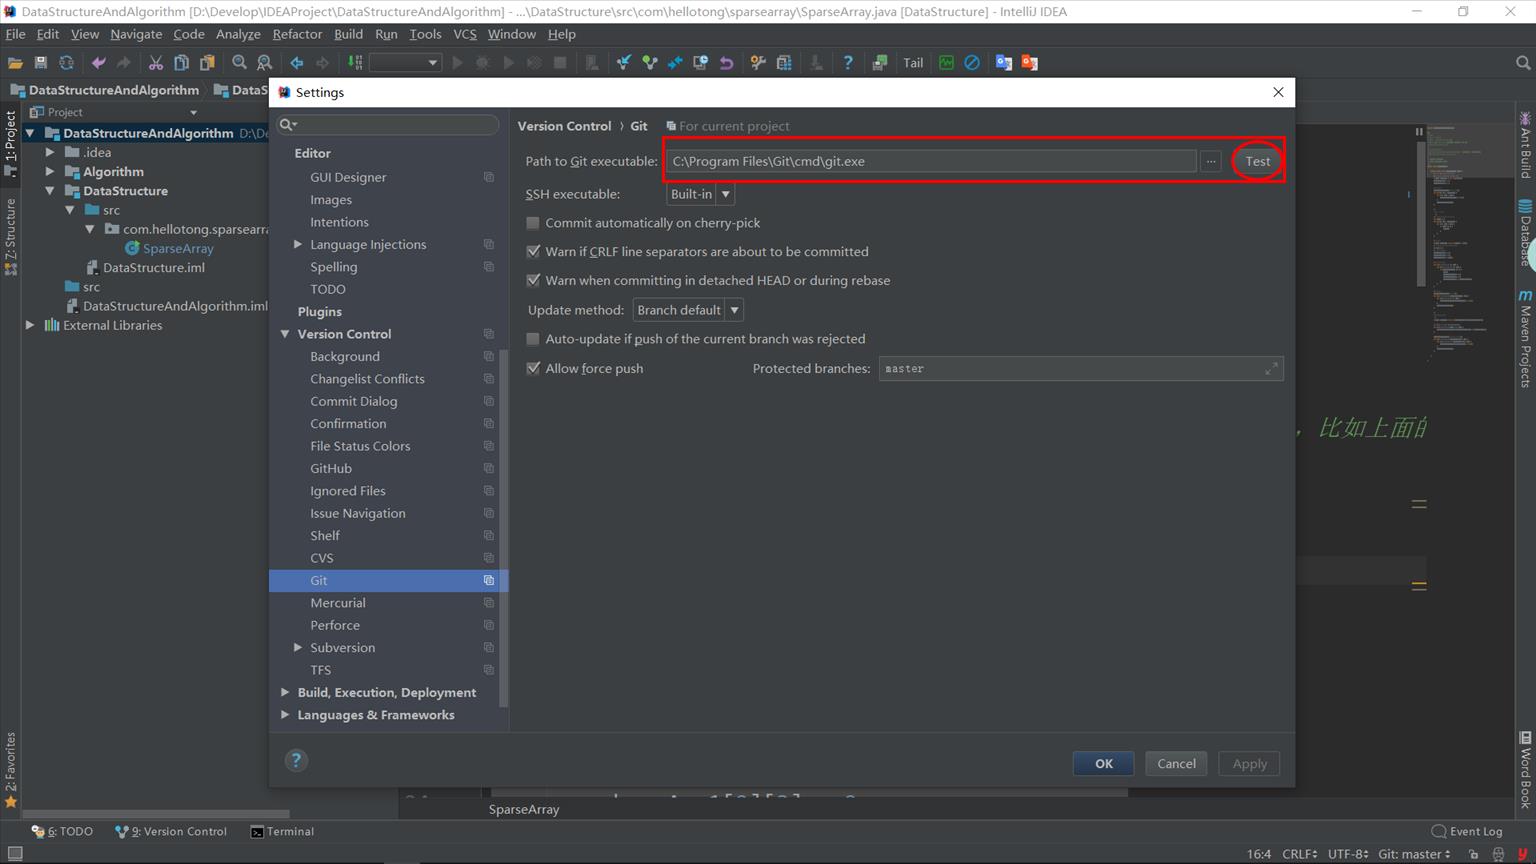 DataStructureAndAlgorithm [D:\Develop\IDEAProject\DataStructureAndAlgorithm] - ...\DataStructure\src\com\hellotong\sparsearray\SparseArray.java [DataStructure] - IntelliJ IDEA
File Edit View Navigate Code Analyze Refactor Build Run Tools VCS Window Help
Tail
DataStructureAndAlgorithm
DataS
Settings
Project
DataStructureAndAlgorithm D:\De
.idea
Algorithm
DataStructure
src
com.hellotong.sparsearra
SparseArray
DataStructure.iml
src
DataStructureAndAlgorithm.iml
External Libraries
1: Project
Z: Structure
2: Favorites
Editor
GUI Designer
Images
Intentions
Language Injections
Spelling
TODO
Plugins
Version Control
Background
Changelist Conflicts
Commit Dialog
Confirmation
File Status Colors
GitHub
Ignored Files
Issue Navigation
Shelf
CVS
Git
Mercurial
Perforce
Subversion
TFS
Build, Execution, Deployment
Languages & Frameworks
Version Control › Git For current project
Path to Git executable: C:\Program Files\Git\cmd\git.exe ... Test
SSH executable: Built-in
Commit automatically on cherry-pick
Warn if CRLF line separators are about to be committed
Warn when committing in detached HEAD or during rebase
Update method: Branch default
Auto-update if push of the current branch was rejected
Allow force push Protected branches: master
? OK Cancel Apply
，比如上面的
Ant Build
Database
Maven Projects
Word Book
SparseArray
6: TODO 9: Version Control Terminal Event Log
16:4 CRLF UTF-8 Git: master